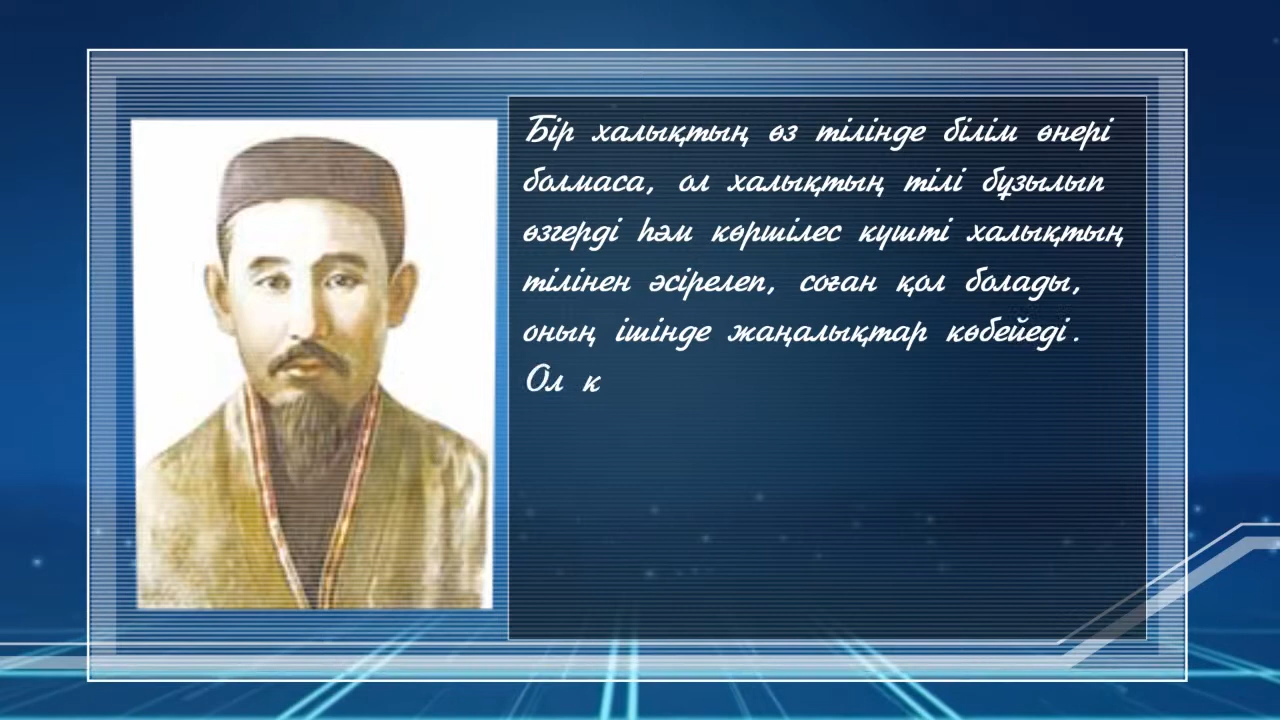 Бір халықтың өз тілінде білім өнері
болмаса, ол халықтың тілі бұзылып
өзгерді һәм көршілес күшті халықтың
тілінен әсірелеп, соған қол болады,
оның ішінде жаңалықтар көбейеді.
Ол к